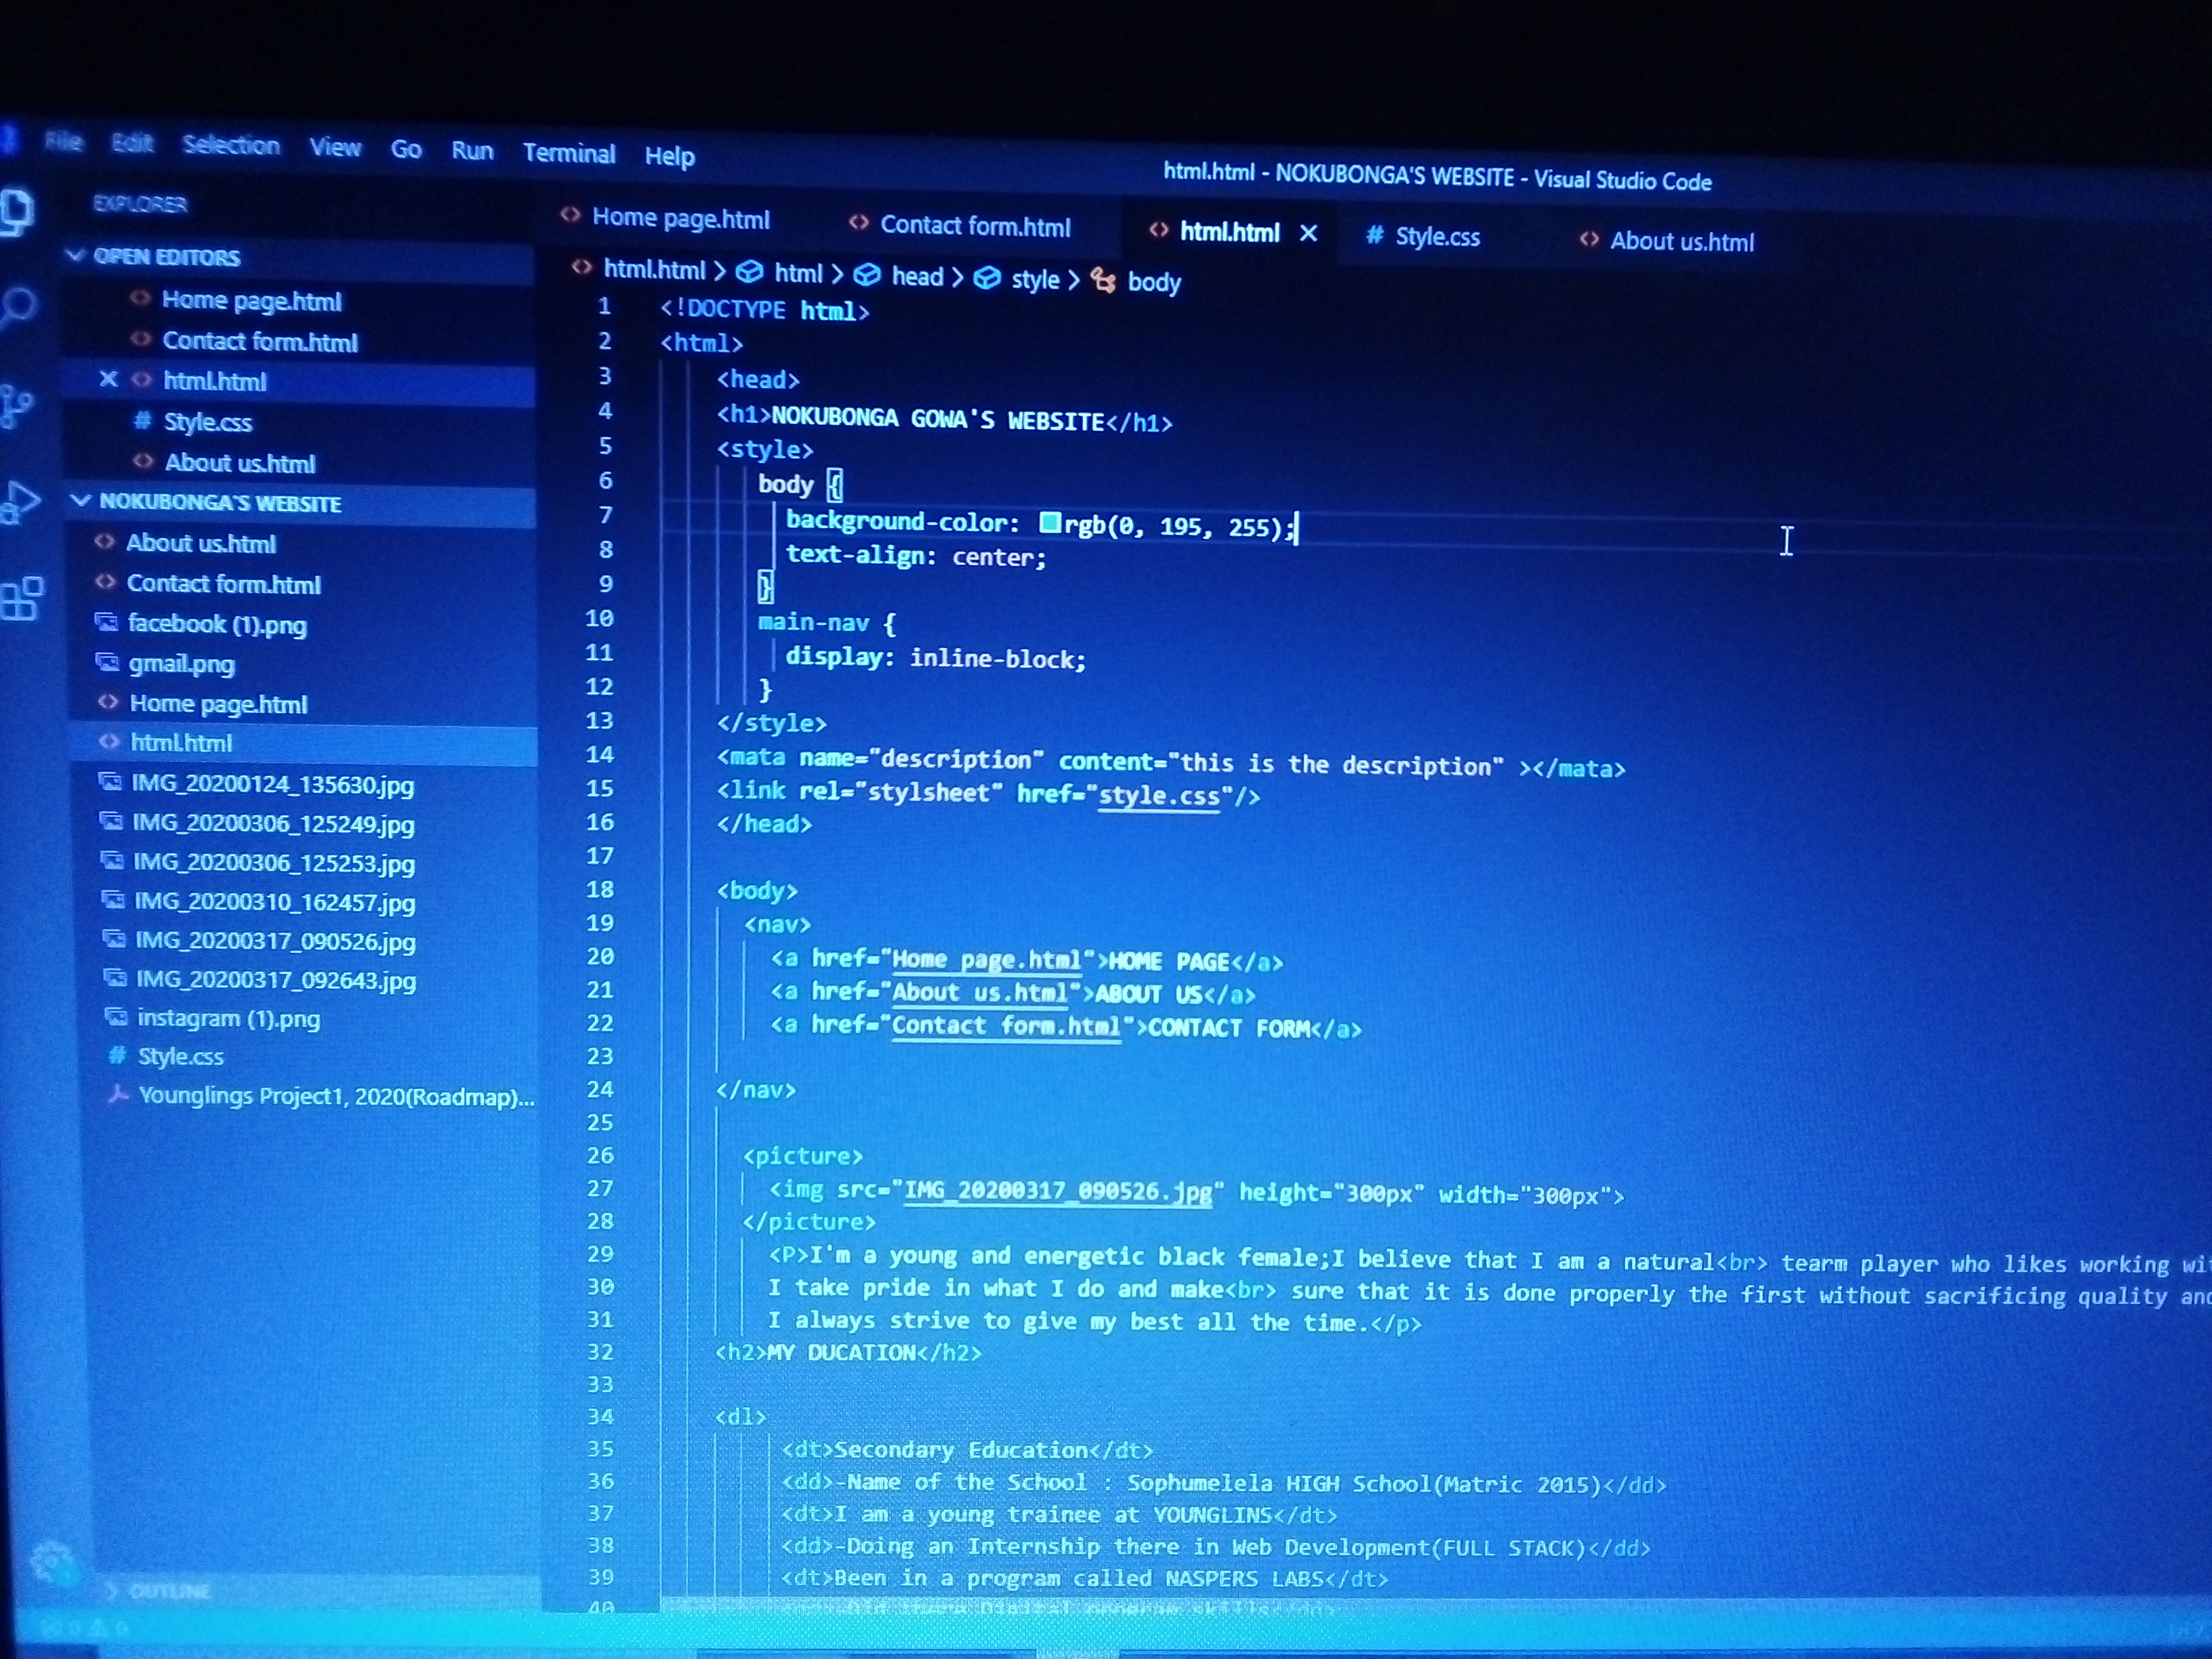 File Edit Selection View Go Run Terminal Help
html.html - NOKUBONGA'S WEBSITE - Visual Studio Code
EXPLORER
OPEN EDITORS
Home page.html
Contact form.html
html.html
Style.css
About us.html
NOKUBONGA'S WEBSITE
About us.html
Contact form.html
facebook (1).png
gmail.png
Home page.html
html.html
IMG_20200124_135630.jpg
IMG_20200306_125249.jpg
IMG_20200306_125253.jpg
IMG_20200310_162457.jpg
IMG_20200317_090526.jpg
IMG_20200317_092643.jpg
instagram (1).png
Style.css
Younglings Project1, 2020(Roadmap)...
OUTLINE
Home page.html Contact form.html html.html Style.css About us.html
html.html > html > head > style > body
1 <!DOCTYPE html>
2 <html>
3 <head>
4 <h1>NOKUBONGA GOWA'S WEBSITE</h1>
5 <style>
6 body {
7 background-color: rgb(0, 195, 255);
8 text-align: center;
9 }
10 main-nav {
11 display: inline-block;
12 }
13 </style>
14 <mata name="description" content="this is the description" ></mata>
15 <link rel="stylsheet" href="style.css"/>
16 </head>
17
18 <body>
19 <nav>
20 <a href="Home page.html">HOME PAGE</a>
21 <a href="About us.html">ABOUT US</a>
22 <a href="Contact form.html">CONTACT FORM</a>
23
24 </nav>
25
26 <picture>
27 <img src="IMG_20200317_090526.jpg" height="300px" width="300px">
28 </picture>
29 <P>I'm a young and energetic black female;I believe that I am a natural<br> tearm player who likes working
30 I take pride in what I do and make<br> sure that it is done properly the first without sacrificing quality
31 I always strive to give my best all the time.</p>
32 <h2>MY DUCATION</h2>
33
34 <dl>
35 <dt>Secondary Education</dt>
36 <dd>-Name of the School : Sophumelela HIGH School(Matric 2015)</dd>
37 <dt>I am a young trainee at YOUNGLINS</dt>
38 <dd>-Doing an Internship there in Web Development(FULL STACK)</dd>
39 <dt>Been in a program called NASPERS LABS</dt>
40